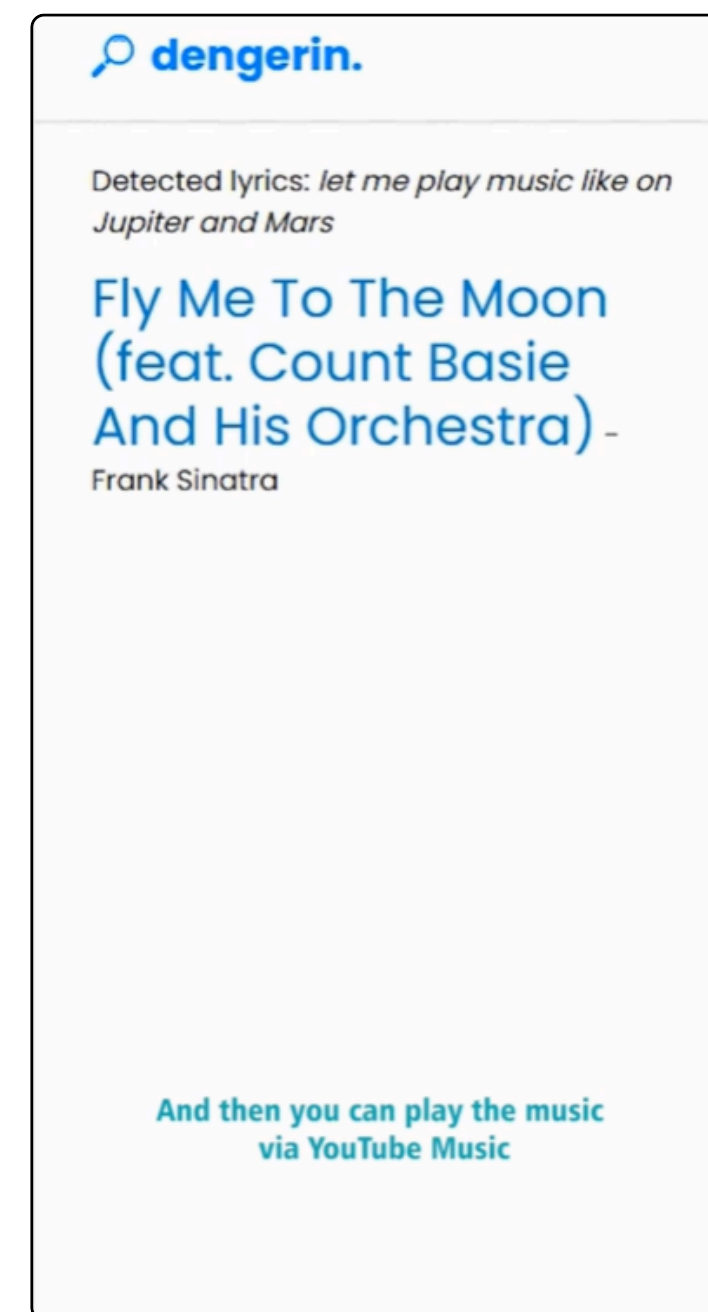 dengerin.
Detected lyrics: let me play music like on
Jupiter and Mars
Fly Me To The Moon
(feat. Count Basie
And His Orchestra) -
Frank Sinatra
And then you can play the music
via YouTube Music